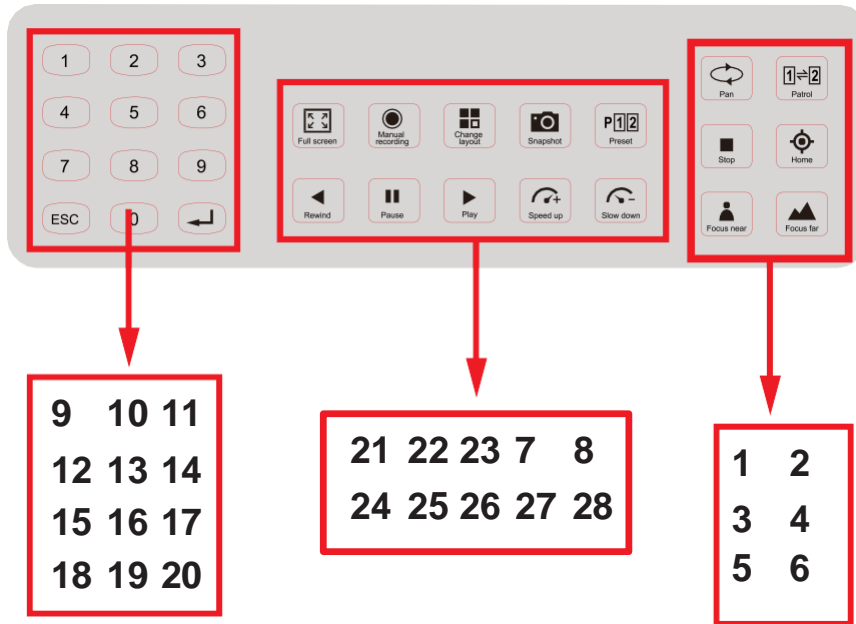 1 2 3
4 5 6
7 8 9
ESC 0
Full screen
Manual recording
Change layout
Snapshot
P 1 2
Preset
Rewind
Pause
Play
+
Speed up
-
Slow down
Pan
1⇌2
Patrol
Stop
Home
Focus near
Focus far
9 10 11
12 13 14
15 16 17
18 19 20
21 22 23 7 8
24 25 26 27 28
1 2
3 4
5 6